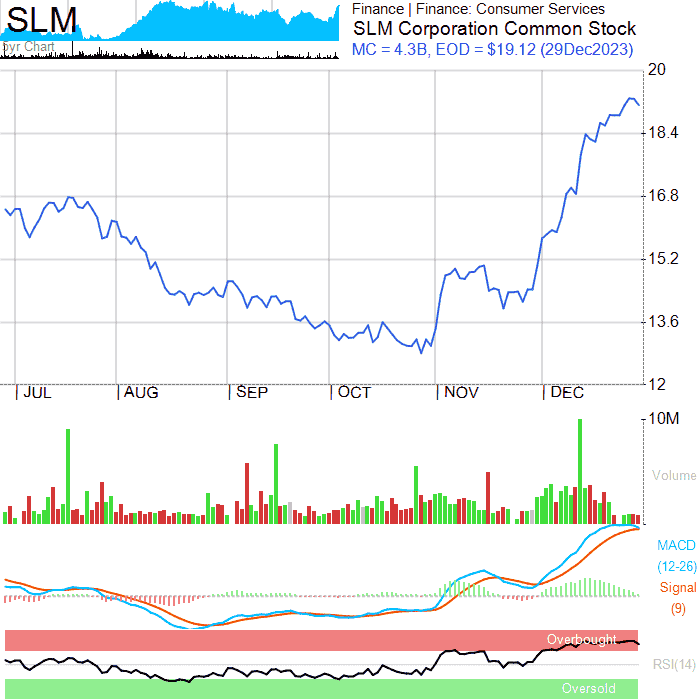 SLM
5yr Chart
Finance | Finance: Consumer Services
SLM Corporation Common Stock
MC = 4.3B, EOD = $19.12 (29Dec2023)
20
18.4
16.8
15.2
13.6
12
|JUL |AUG |SEP |OCT |NOV |DEC
10M
Volume
MACD
(12-26)
Signal
(9)
Overbought
RSI(14)
Oversold